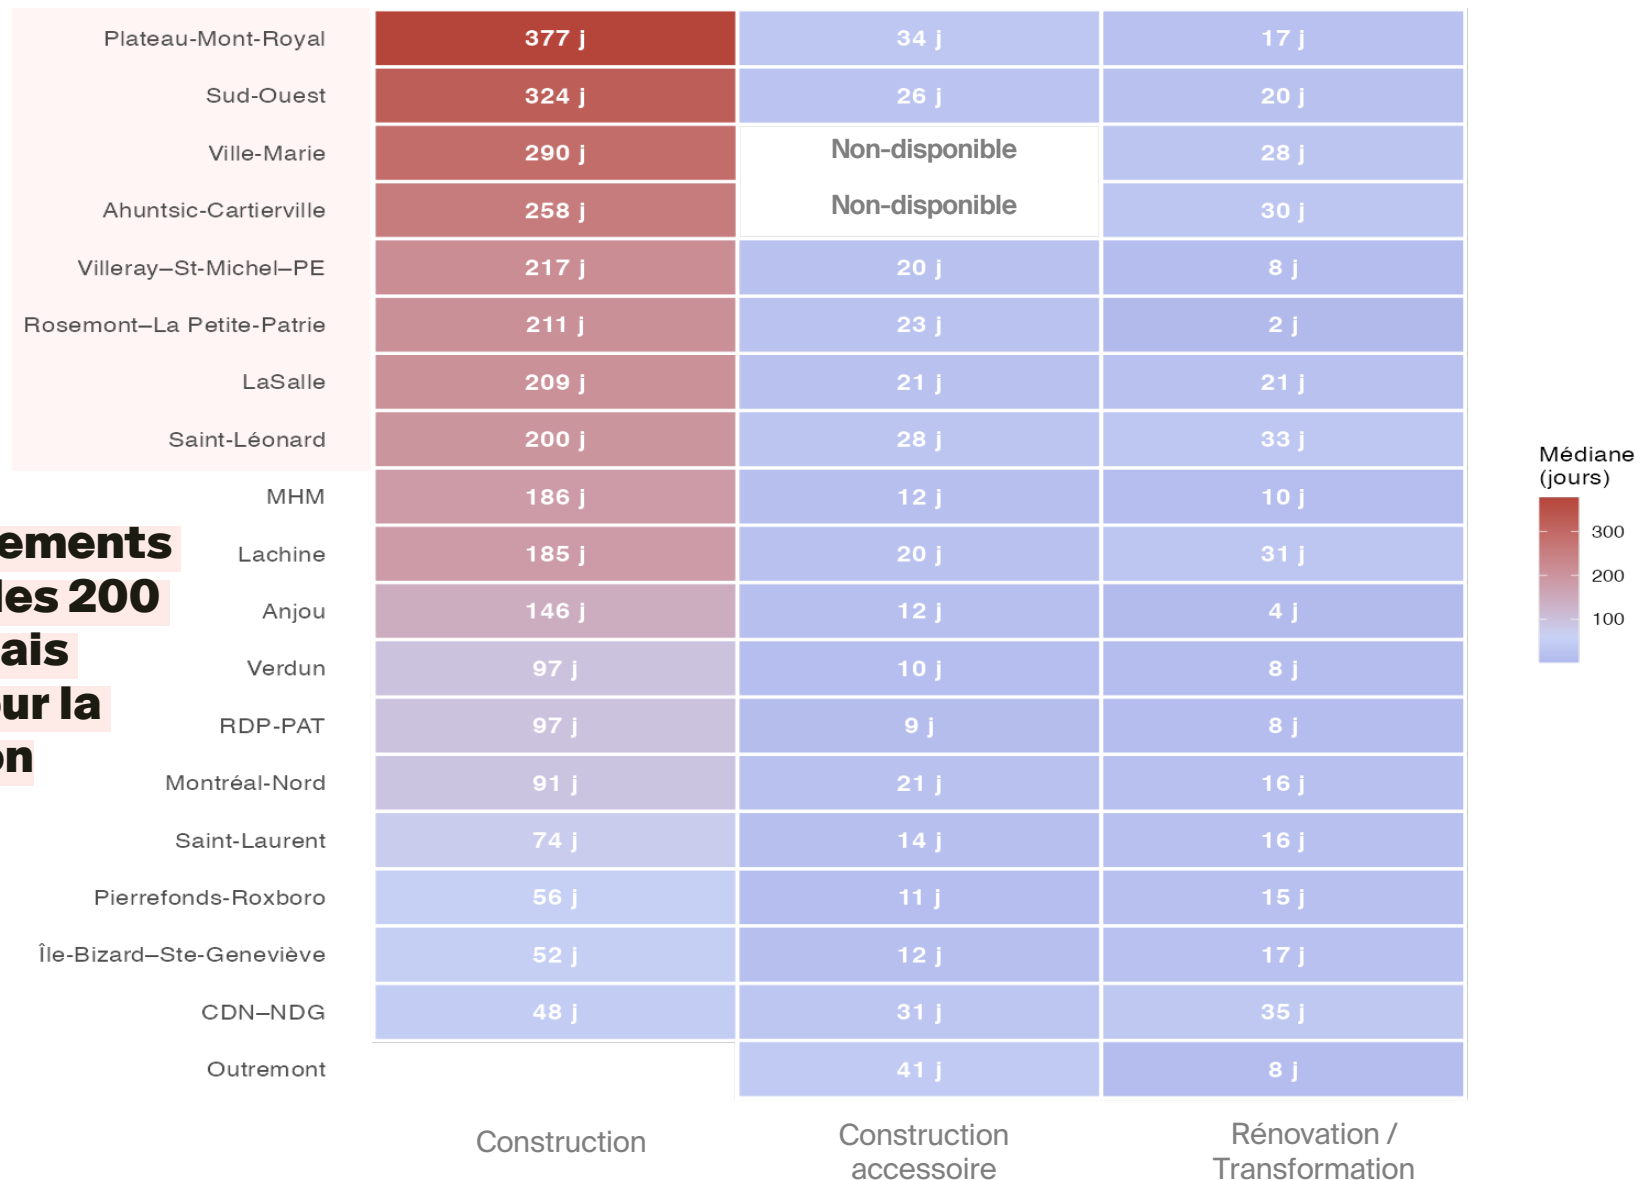 Plateau-Mont-Royal 377 j 34 j 17 j
Sud-Ouest 324 j 26 j 20 j
Ville-Marie 290 j Non-disponible 28 j
Ahuntsic-Cartierville 258 j Non-disponible 30 j
Villeray–St-Michel–PE 217 j 20 j 8 j
Rosemont–La Petite-Patrie 211 j 23 j 2 j
LaSalle 209 j 21 j 21 j
Saint-Léonard 200 j 28 j 33 j
MHM 186 j 12 j 10 j
Lachine 185 j 20 j 31 j
Anjou 146 j 12 j 4 j
Verdun 97 j 10 j 8 j
RDP-PAT 97 j 9 j 8 j
Montréal-Nord 91 j 21 j 16 j
Saint-Laurent 74 j 14 j 16 j
Pierrefonds-Roxboro 56 j 11 j 15 j
Île-Bizard–Ste-Geneviève 52 j 12 j 17 j
CDN–NDG 48 j 31 j 35 j
Outremont 41 j 8 j
Construction
Construction
accessoire
Rénovation /
Transformation
ements
les 200
ais
ur la
on
Médiane
(jours)
300
200
100